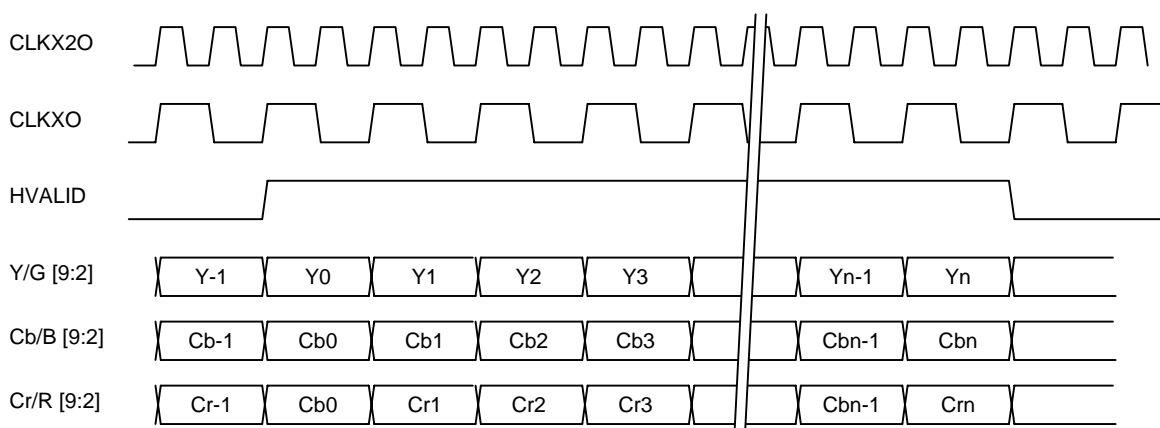 CLKX2O
CLKXO
HVALID
Y/G [9:2] Y-1 Y0 Y1 Y2 Y3 Yn-1 Yn
Cb/B [9:2] Cb-1 Cb0 Cb1 Cb2 Cb3 Cbn-1 Cbn
Cr/R [9:2] Cr-1 Cb0 Cr1 Cr2 Cr3 Cbn-1 Crn